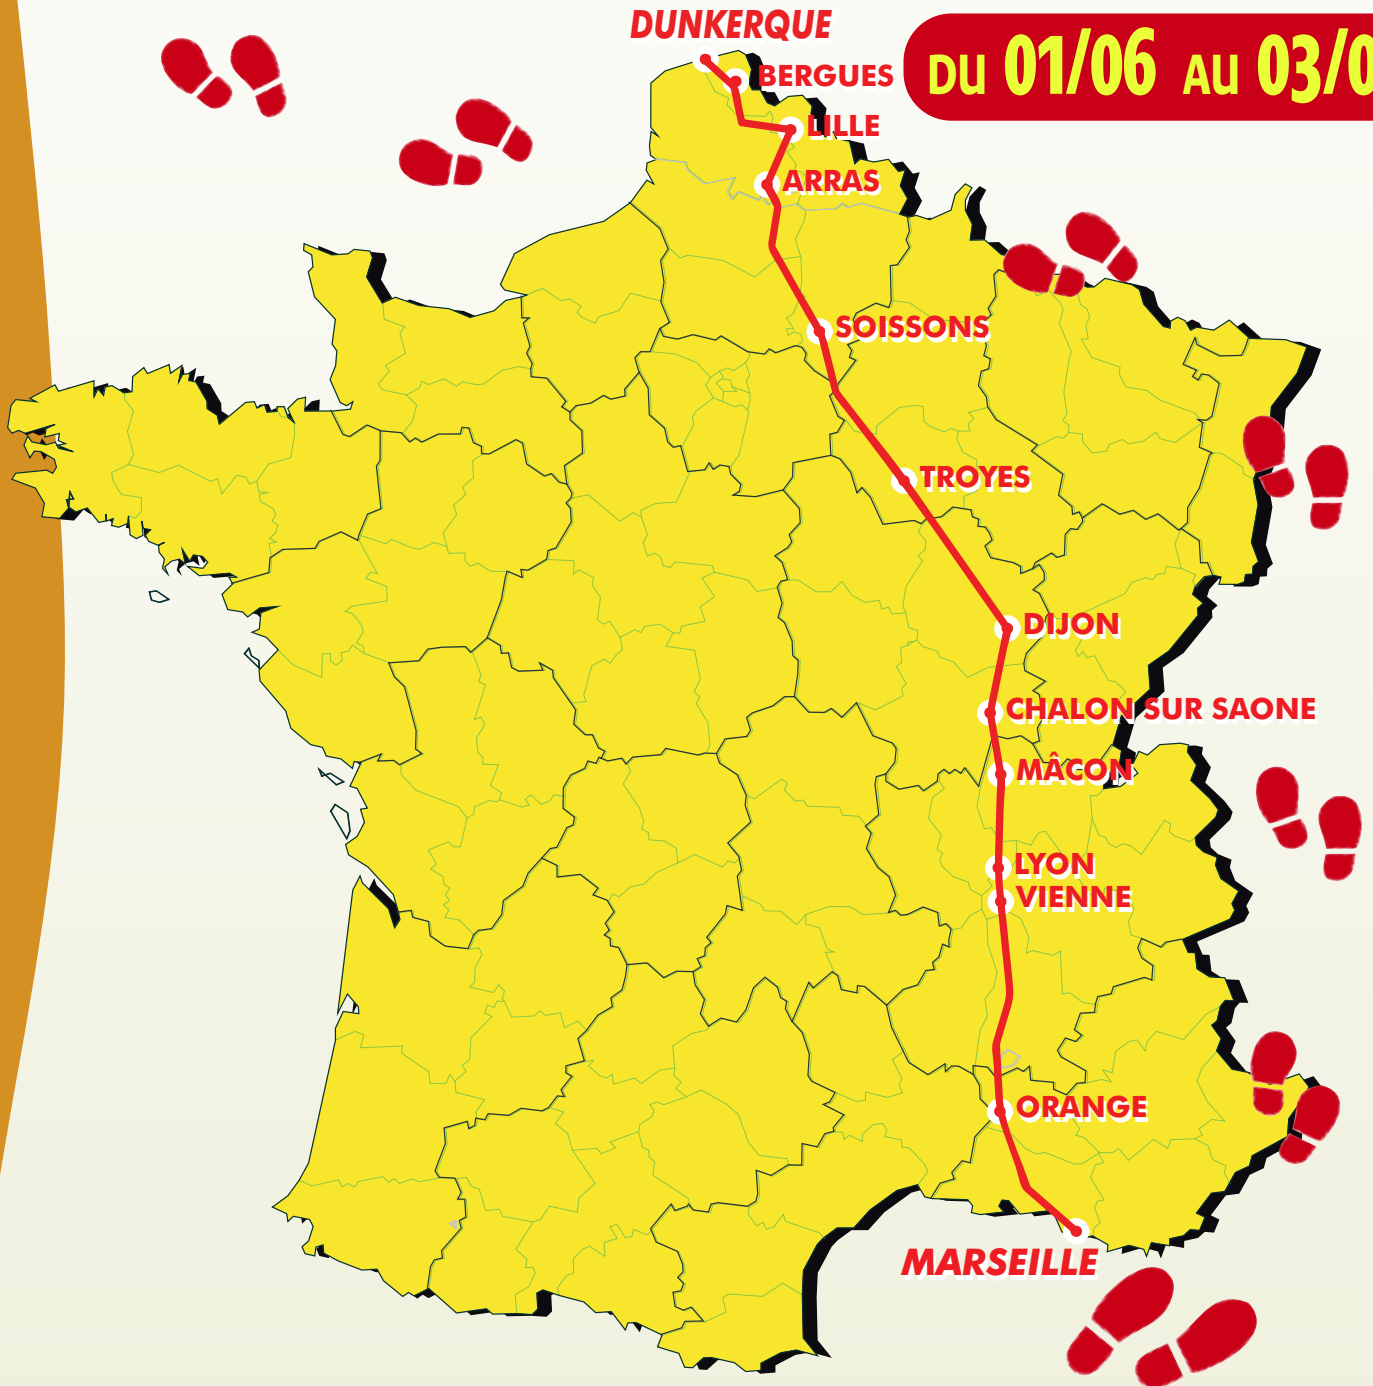 DUNKERQUE
DU 01/06 AU 03/0
BERGUES
LILLE
ARRAS
SOISSONS
TROYES
DIJON
CHALON SUR SAONE
MÂCON
LYON
VIENNE
ORANGE
MARSEILLE